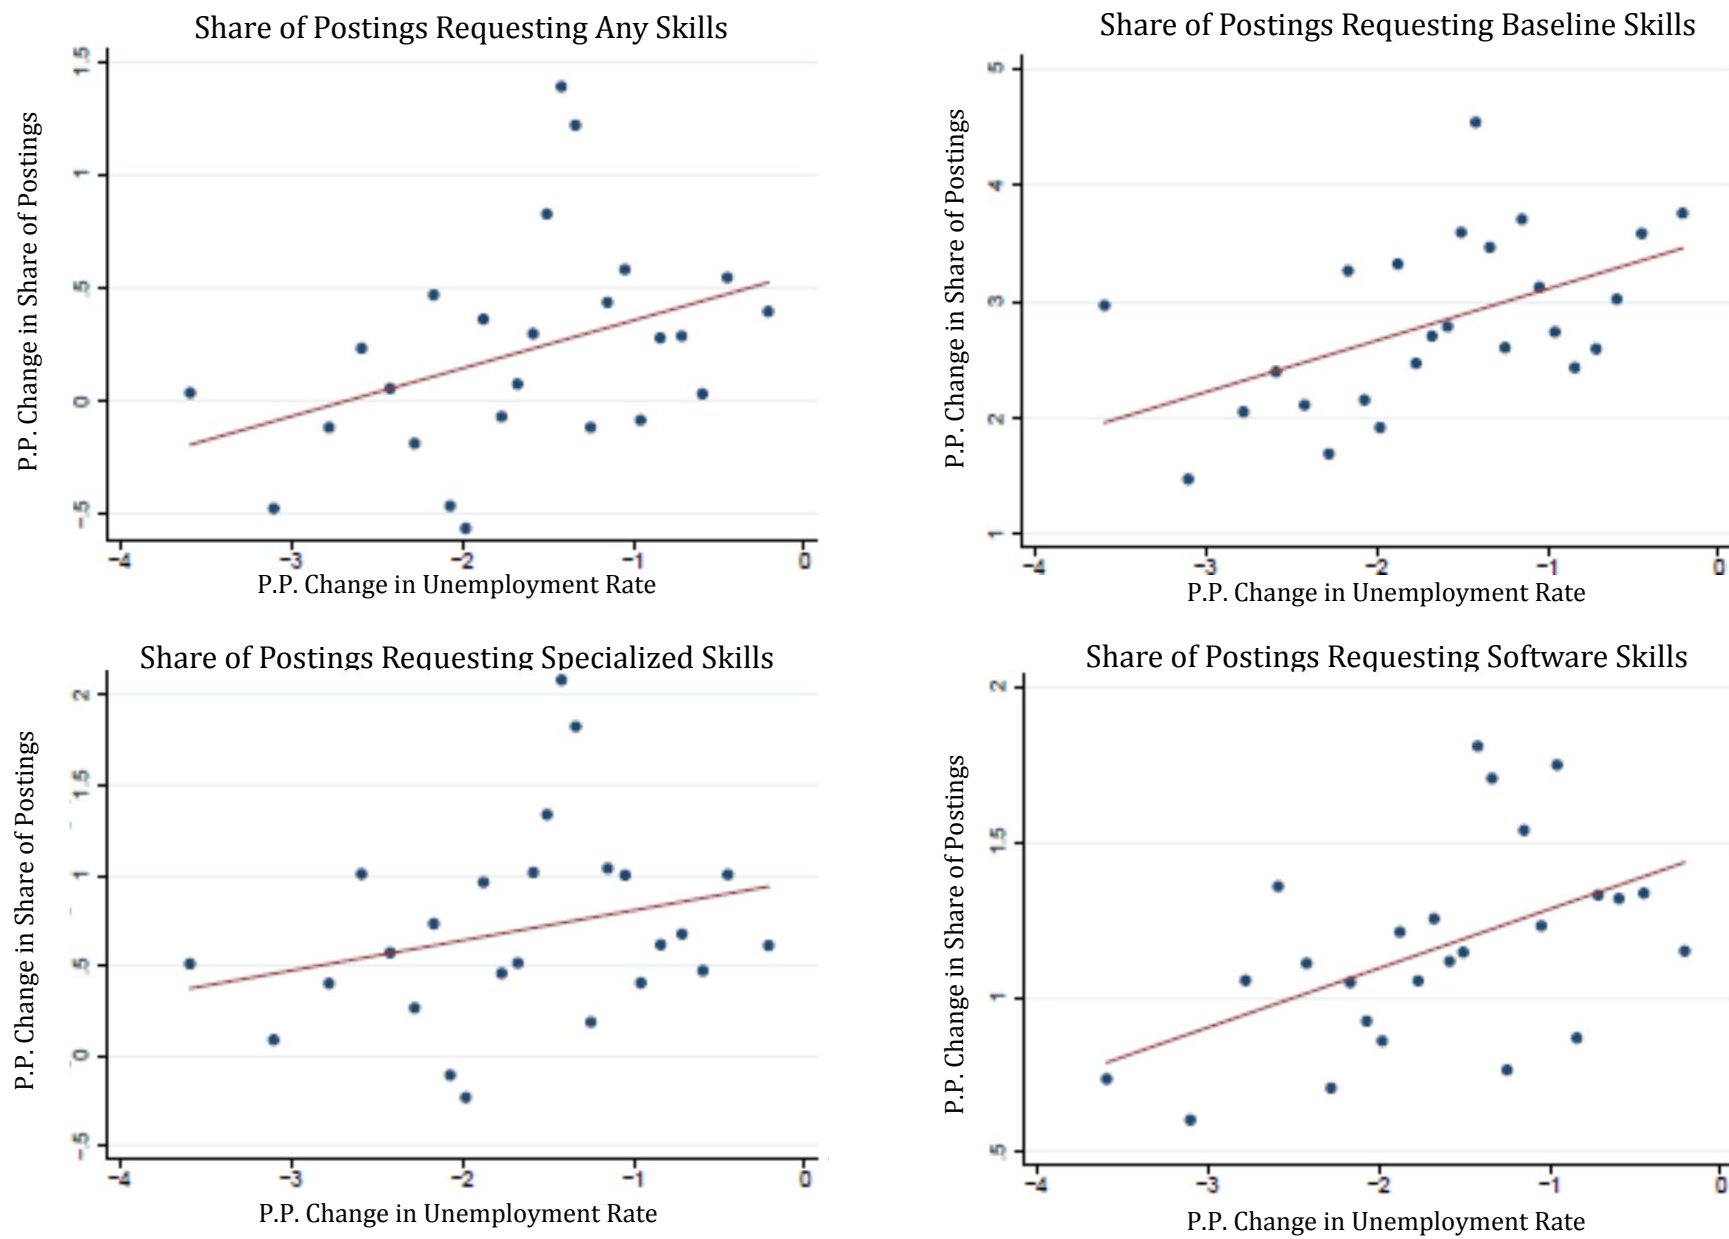 Share of Postings Requesting Any Skills
P.P. Change in Share of Postings
1.5
1
.5
0
-.5
-4 -3 -2 -1 0
P.P. Change in Unemployment Rate
Share of Postings Requesting Baseline Skills
P.P. Change in Share of Postings
5
4
3
2
1
-4 -3 -2 -1 0
P.P. Change in Unemployment Rate
Share of Postings Requesting Specialized Skills
P.P. Change in Share of Postings
2
1.5
1
.5
0
-.5
-4 -3 -2 -1 0
P.P. Change in Unemployment Rate
Share of Postings Requesting Software Skills
P.P. Change in Share of Postings
2
1.5
1
.5
-4 -3 -2 -1 0
P.P. Change in Unemployment Rate